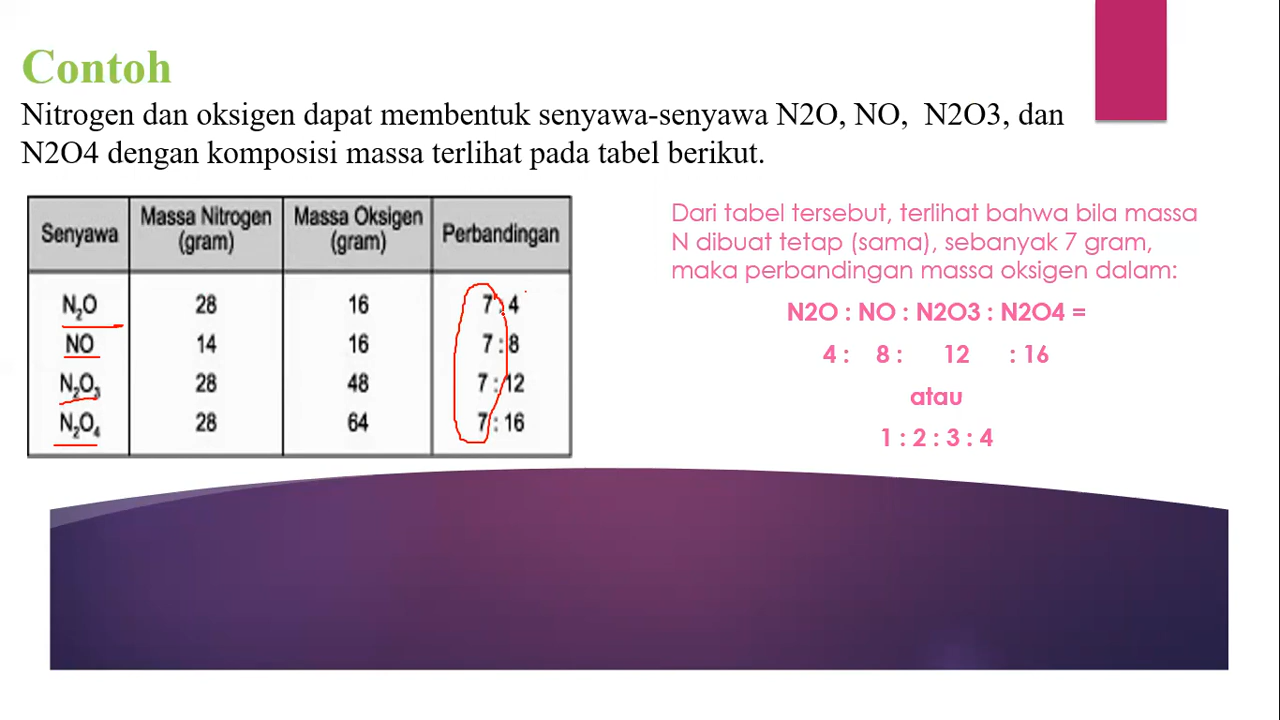 Contoh
Nitrogen dan oksigen dapat membentuk senyawa-senyawa N2O, NO,  N2O3, dan
N2O4 dengan komposisi massa terlihat pada tabel berikut.
Senyawa | Massa Nitrogen (gram) | Massa Oksigen (gram) | Perbandingan
N₂O | 28 | 16 | 7 : 4
NO | 14 | 16 | 7 : 8
N₂O₃ | 28 | 48 | 7 : 12
N₂O₄ | 28 | 64 | 7 : 16
Dari tabel tersebut, terlihat bahwa bila massa
N dibuat tetap (sama), sebanyak 7 gram,
maka perbandingan massa oksigen dalam:
N2O : NO : N2O3 : N2O4 =
4 : 8 : 12 : 16
atau
1 : 2 : 3 : 4